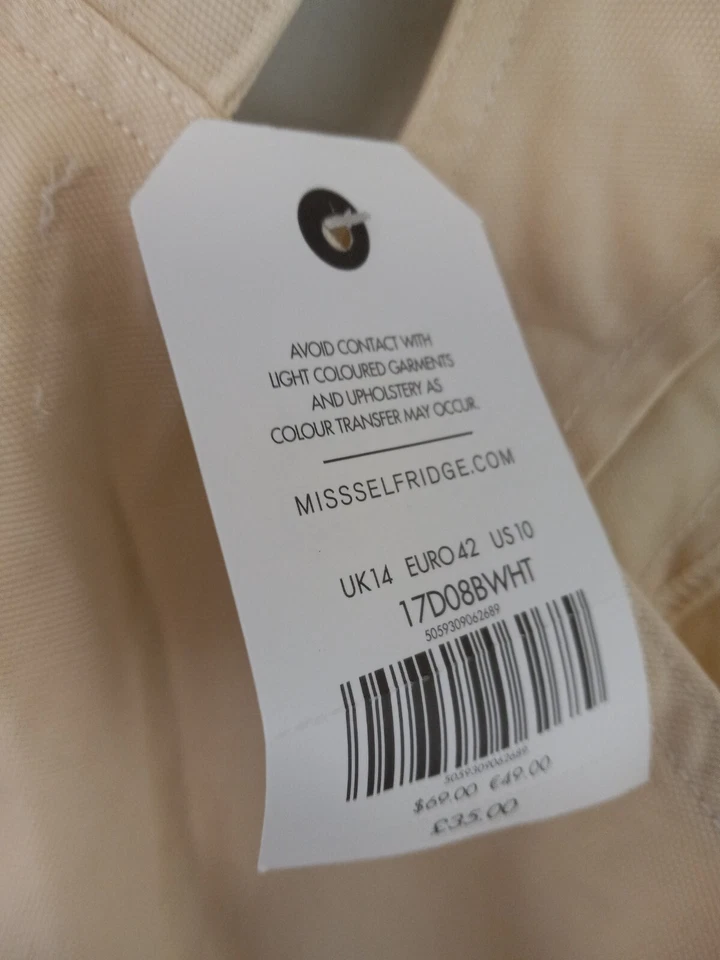 AVOID CONTACT WITH
LIGHT COLOURED GARMENTS
AND UPHOLSTERY AS
COLOUR TRANSFER MAY OCCUR.
MISSSELFRIDGE.COM
UK14 EURO42 US10
17D08BWHT
5059309062689
5059309062689
$69.00 €49.00
£35.00